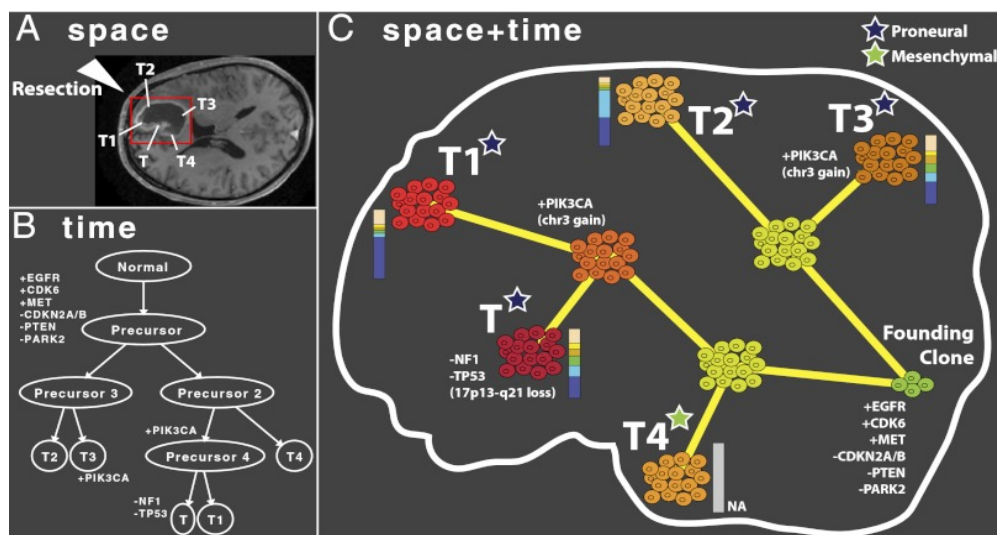 A space
Resection
T2
T3
T1
T
T4
B time
Normal
+EGFR
+CDK6
+MET
-CDKN2A/B
-PTEN
-PARK2
Precursor
Precursor 3
Precursor 2
+PIK3CA
T2
T3
Precursor 4
T4
+PIK3CA
-NF1
-TP53
T
T1
C space+time
Proneural
Mesenchymal
T2
T3
T1
+PIK3CA
(chr3 gain)
+PIK3CA
(chr3 gain)
T
-NF1
-TP53
(17p13-q21 loss)
Founding
Clone
T4
+EGFR
+CDK6
+MET
-CDKN2A/B
-PTEN
-PARK2
NA